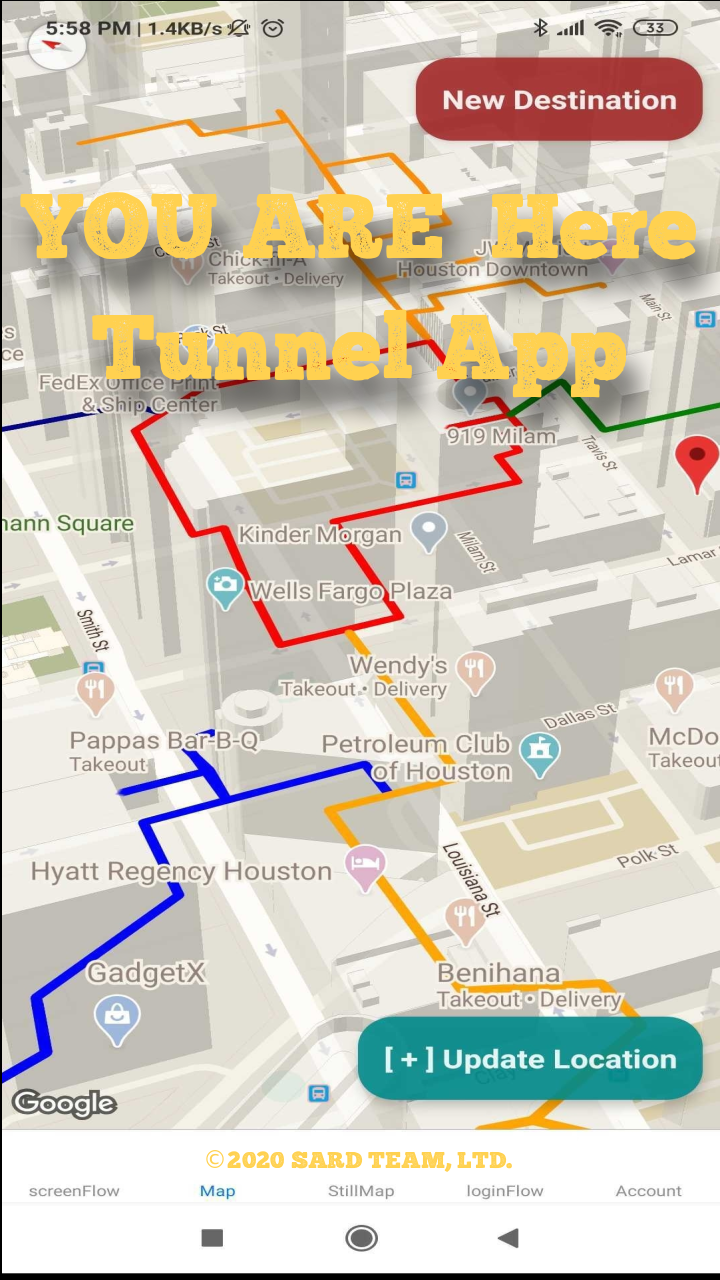 5:58 PM | 1.4KB/s
33
New Destination
YOU ARE Here
Chick-fil-A
Takeout • Delivery
Houston Downtown
Main St
Tunnel App
FedEx Office Print
& Ship Center
919 Milam
Travis St
mann Square
Kinder Morgan
Milam St
Lamar
Wells Fargo Plaza
Smith St
Wendy's
Takeout • Delivery
Dallas St
Pappas Bar-B-Q
Takeout
Petroleum Club
of Houston
McDo
Takeout
Polk St
Hyatt Regency Houston
Louisiana St
GadgetX
Benihana
Takeout • Delivery
[ + ] Update Location
Google
©2020 SARD TEAM, LTD.
screenFlow
Map
StillMap
loginFlow
Account